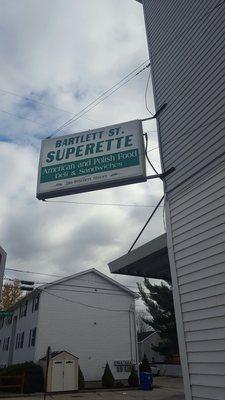 BARTLETT ST.
SUPERETTE
American and Polish Food
Deli & Sandwiches